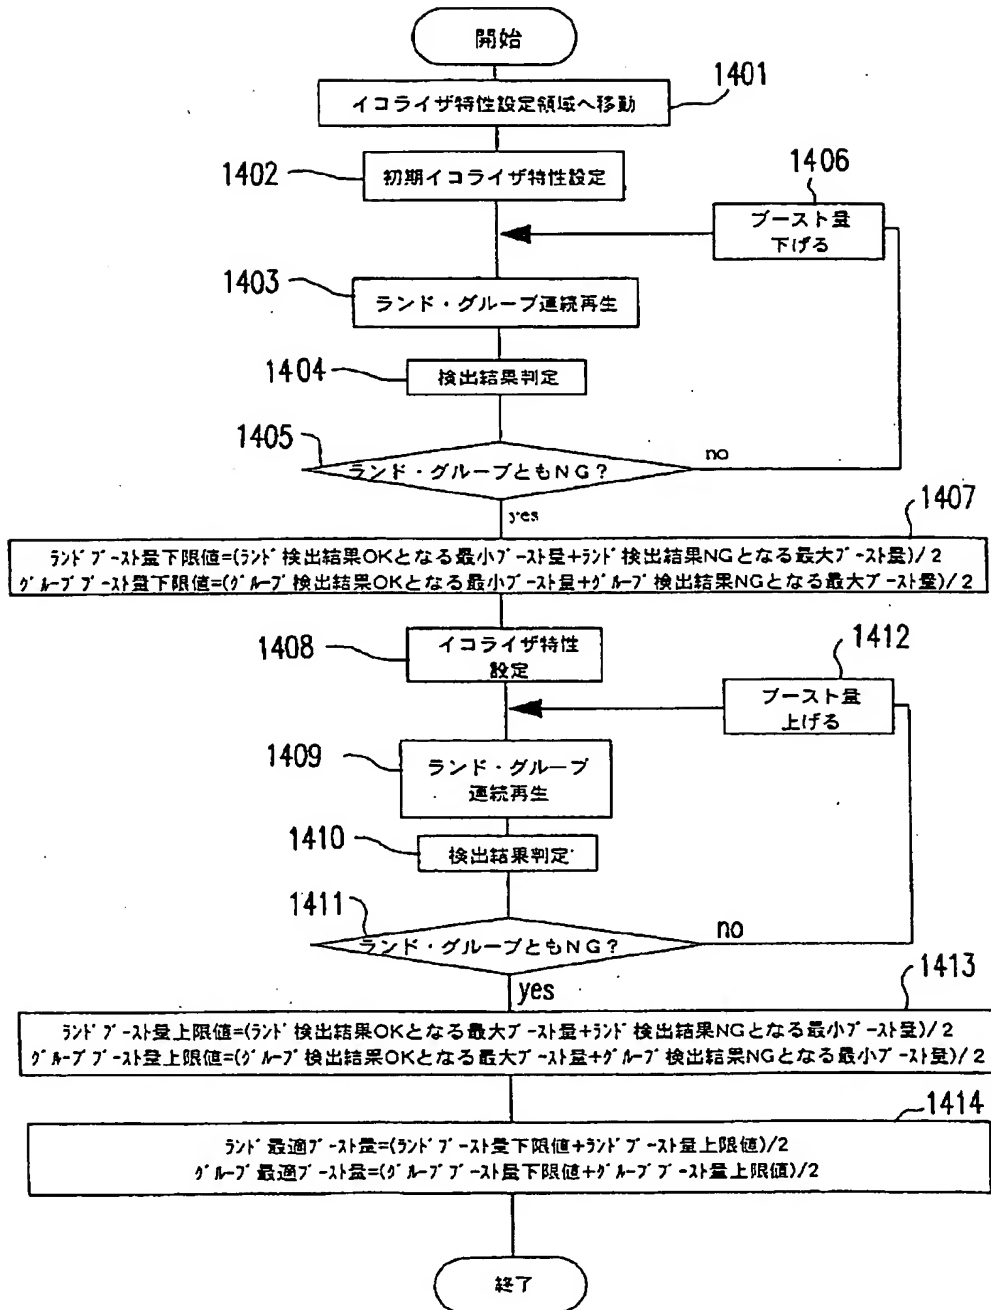 開始
1401
イコライザ特性設定領域へ移動
1402
初期イコライザ特性設定
1406
ブースト量
下げる
1403
ランド・グルーブ連続再生
1404
検出結果判定
1405
ランド・グルーブともNG?
no
yes
1407
ランドブースト量下限値=(ランド検出結果OKとなる最小ブースト量+ランド検出結果NGとなる最大ブースト量)/2
グルーブブースト量下限値=(グルーブ検出結果OKとなる最小ブースト量+グルーブ検出結果NGとなる最大ブースト量)/2
1408
イコライザ特性
設定
1412
ブースト量
上げる
1409
ランド・グルーブ
連続再生
1410
検出結果判定
1411
ランド・グルーブともNG?
no
yes
1413
ランドブースト量上限値=(ランド検出結果OKとなる最大ブースト量+ランド検出結果NGとなる最小ブースト量)/2
グルーブブースト量上限値=(グルーブ検出結果OKとなる最大ブースト量+グルーブ検出結果NGとなる最小ブースト量)/2
1414
ランド最適ブースト量=(ランドブースト量下限値+ランドブースト量上限値)/2
グルーブ最適ブースト量=(グルーブブースト量下限値+グルーブブースト量上限値)/2
終了